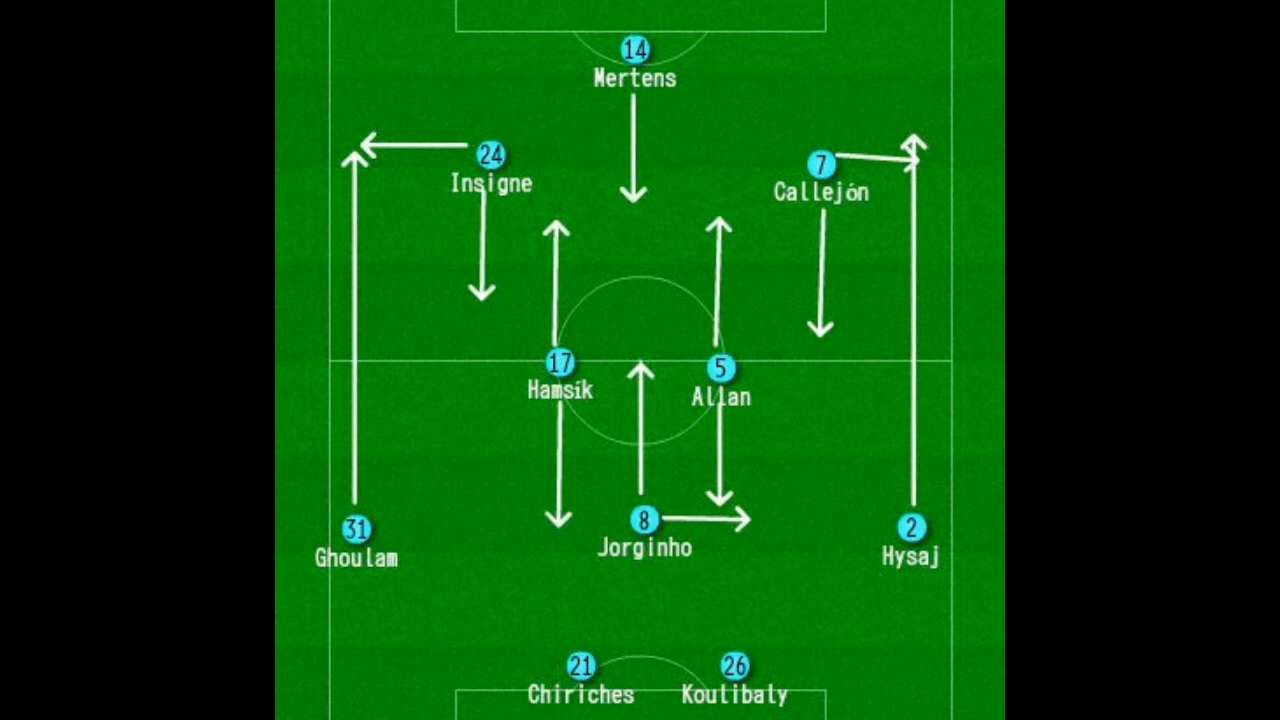 14
Mertens
24
Insigne
7
Callejón
17
Hamsík
5
Allan
8
Jorginho
31
Ghoulam
2
Hysaj
21
Chiriches
26
Koulibaly